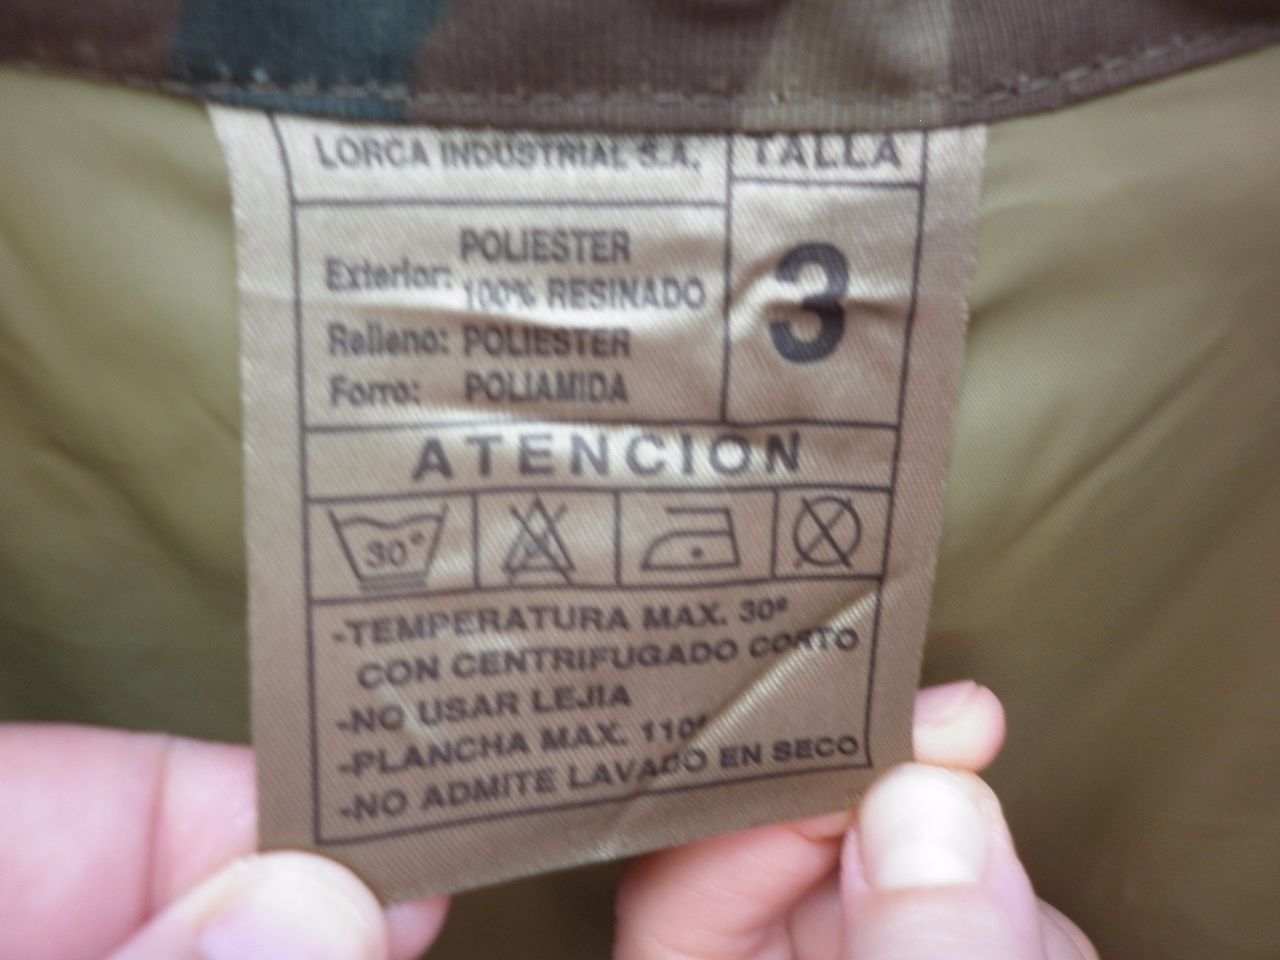 LORCA INDUSTRIAL S.A. TALLA
3
Exterior: POLIESTER
100% RESINADO
Relleno: POLIESTER
Forro: POLIAMIDA
ATENCION
30°
-TEMPERATURA MAX. 30º
CON CENTRIFUGADO CORTO
-NO USAR LEJIA
-PLANCHA MAX. 110º
-NO ADMITE LAVADO EN SECO